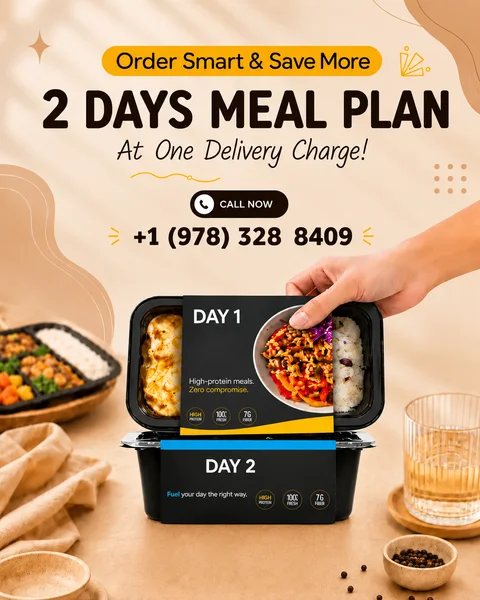 Order Smart & Save More
2 DAYS MEAL PLAN
At One Delivery Charge!
CALL NOW
+1 (978) 328 8409
DAY 1
High-protein meals.
Zero compromise.
HIGH
PROTEIN
100%
FRESH
7G
FIBER
DAY 2
Fuel your day the right way.
HIGH
PROTEIN
100%
FRESH
7G
FIBER